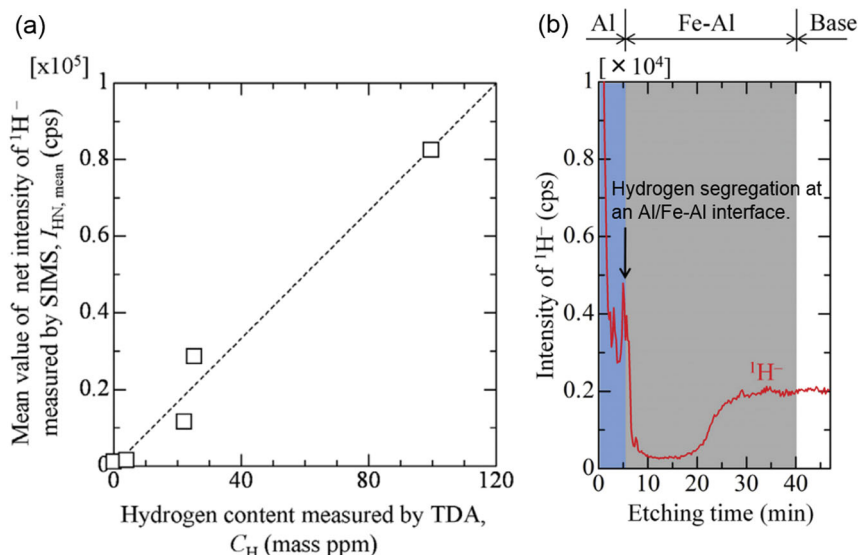 (a)
[x10⁵]
1
0.8
0.6
0.4
0.2
0
0 40 80 120
Mean value of net intensity of ¹H⁻
measured by SIMS, I_HN, mean (cps)
Hydrogen content measured by TDA,
C_H (mass ppm)
(b)
Al Fe-Al Base
[×10⁴]
1
0.8
0.6
0.4
0.2
0
0 10 20 30 40
Intensity of ¹H⁻ (cps)
Hydrogen segregation at
an Al/Fe-Al interface.
¹H⁻
Etching time (min)